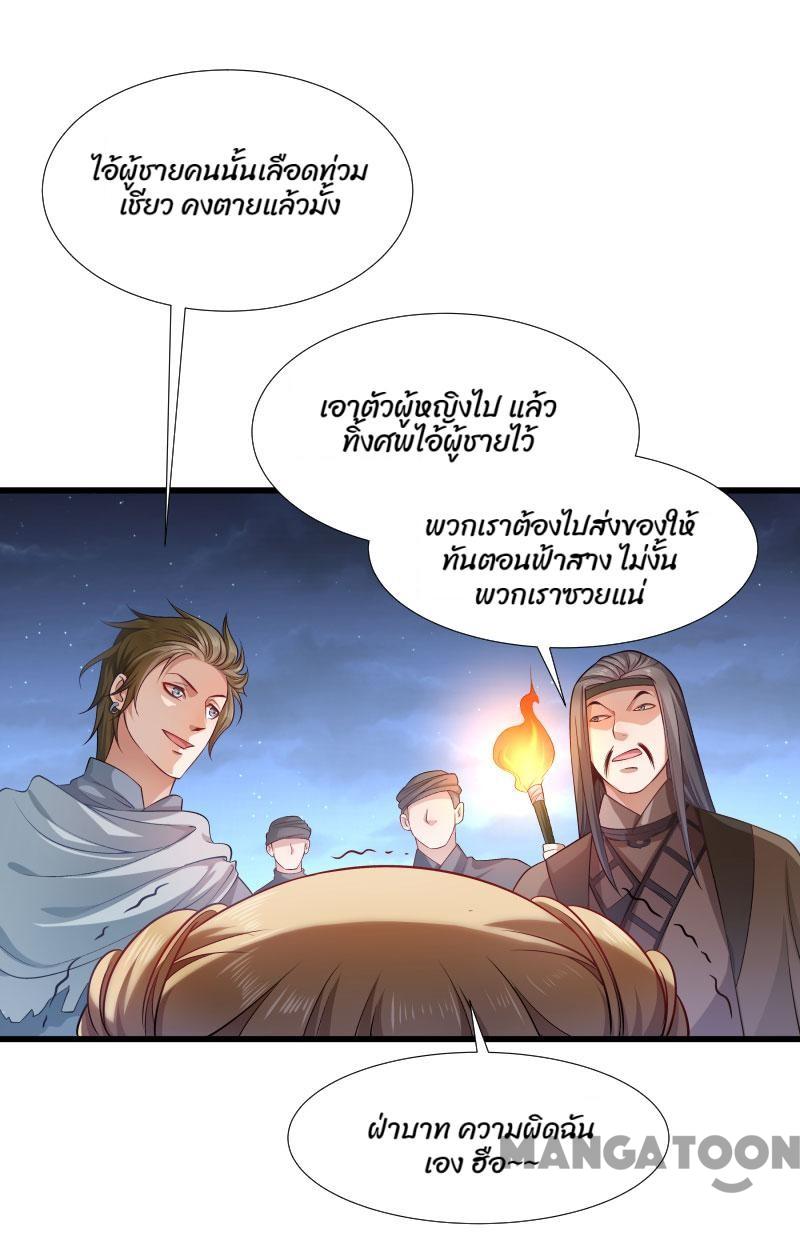 ไอ้ผู้ชายคนนั้นเลือดท่วม
เชียว คงตายแล้วมั้ง
เอาตัวผู้หญิงไป แล้ว
ทิ้งศพไอ้ผู้ชายไว้
พวกเราต้องไปส่งของให้
ทันตอนฟ้าสาง ไม่งั้น
พวกเราซวยแน่
ฝ่าบาท ความผิดฉัน
เอง ฮือ~~
MANGATOON